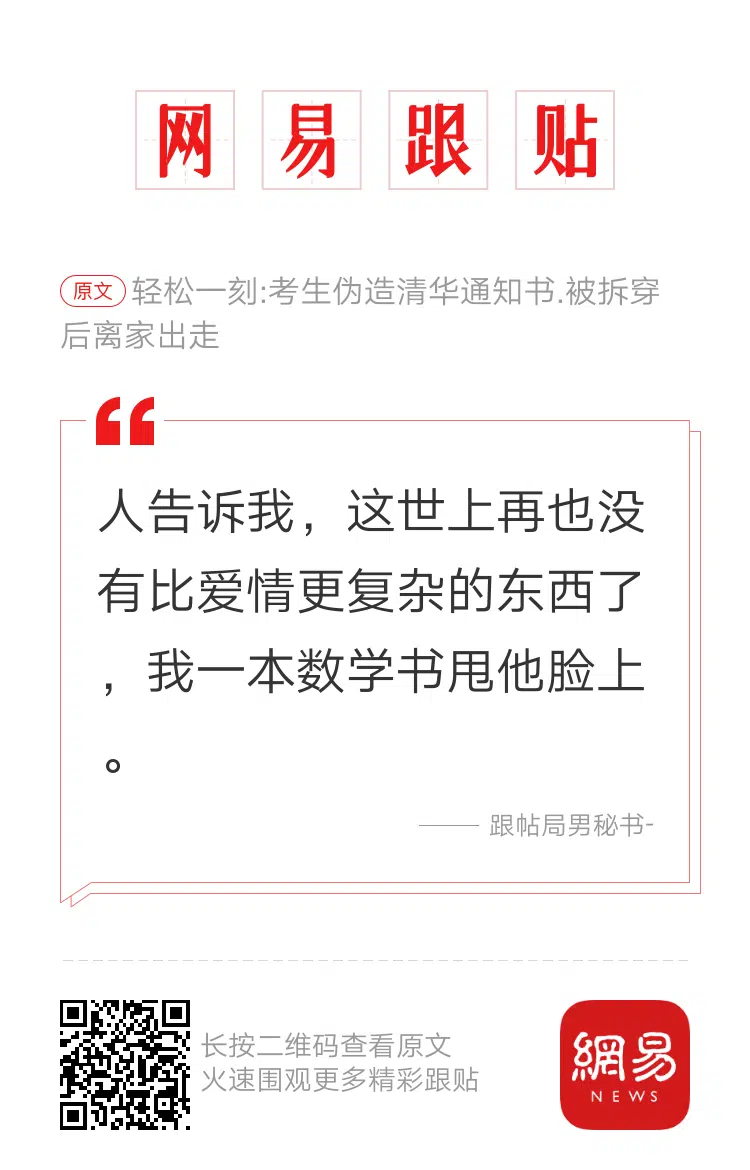 网易跟贴
原文 轻松一刻:考生伪造清华通知书.被拆穿
后离家出走
人告诉我，这世上再也没
有比爱情更复杂的东西了
，我一本数学书甩他脸上
。
—— 跟帖局男秘书-
长按二维码查看原文
火速围观更多精彩跟贴
網易
NEWS